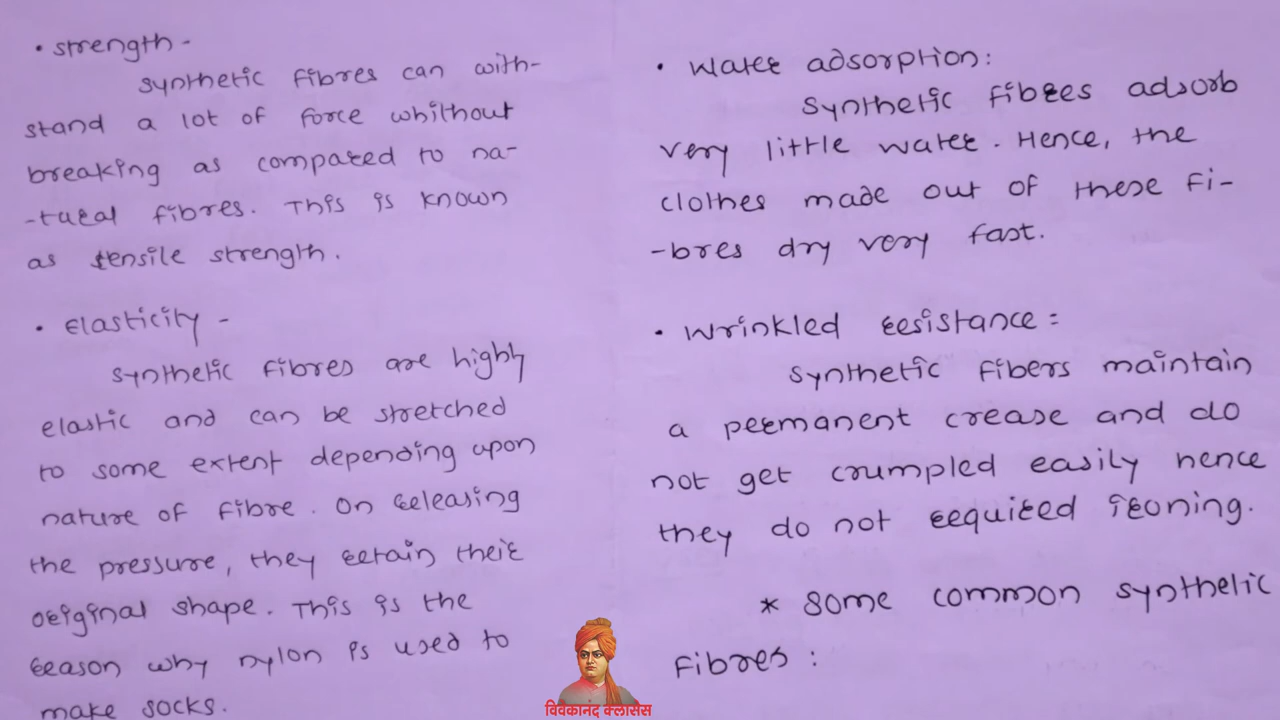 • strength -
synthetic fibres can with-
stand a lot of force whithout
breaking as compared to na-
-tural fibres. This is known
as tensile strength.
• Elasticity -
synthetic fibres are highly
elastic and can be stretched
to some extent depending upon
nature of fibre. On releasing
the pressure, they retain their
original shape. This is the
reason why nylon is used to
make socks.
• Water adsorption:
Synthetic fibres adsorb
very little water. Hence, the
clothes made out of these fi-
-bres dry very fast.
• Wrinkled resistance:
Synthetic fibers maintain
a permanent crease and do
not get crumpled easily hence
they do not required ironing.
* Some common synthetic
Fibres :
विवेकानंद क्लासेस